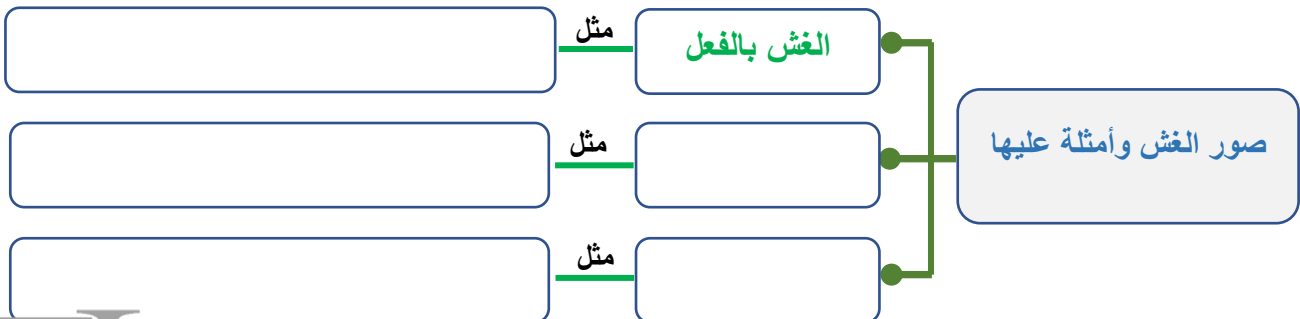 صور الغش وأمثلة عليها
الغش بالفعل
مثل
مثل
مثل